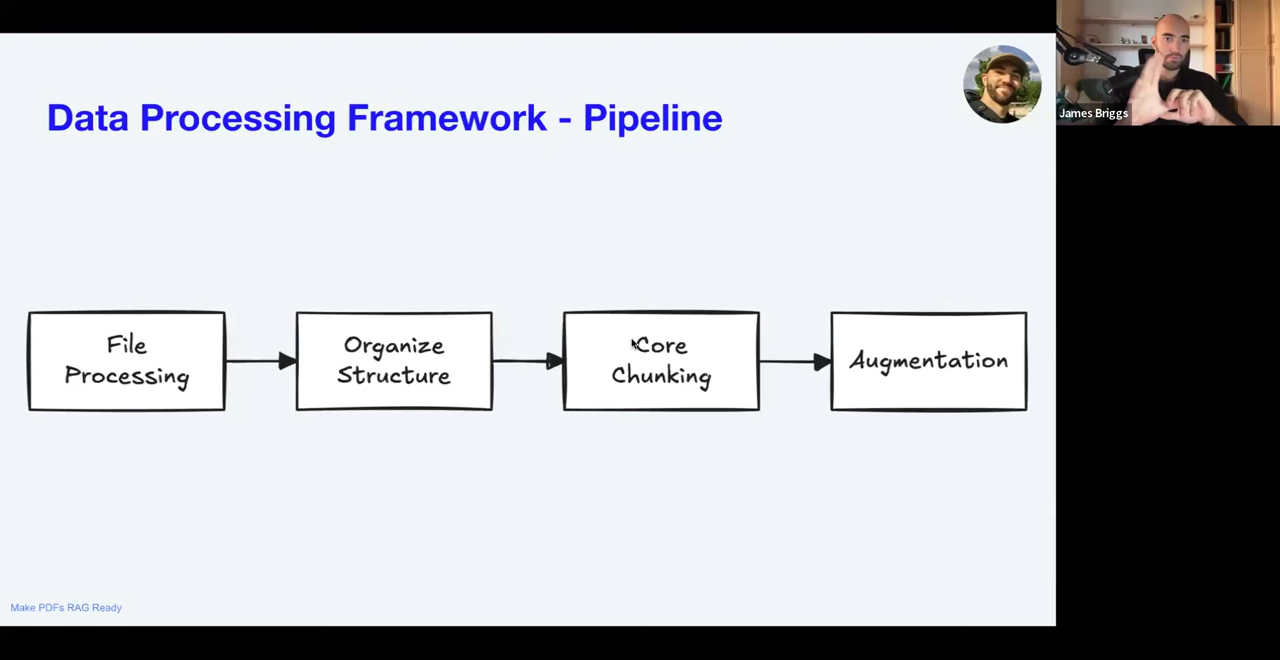 Data Processing Framework - Pipeline
James Briggs
File
Processing
Organize
Structure
Core
Chunking
Augmentation
Make PDFs RAG Ready